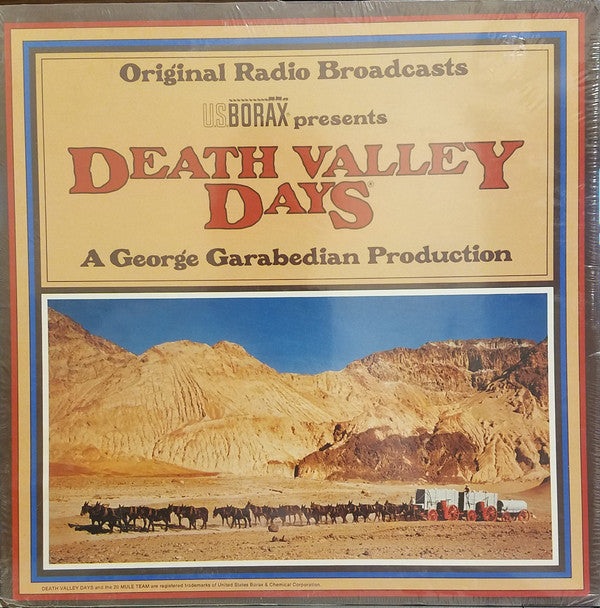 Original Radio Broadcasts
U.S. BORAX® presents
DEATH VALLEY
DAYS®
A George Garabedian Production
DEATH VALLEY DAYS and the 20 MULE TEAM are registered trademarks of United States Borax & Chemical Corporation.